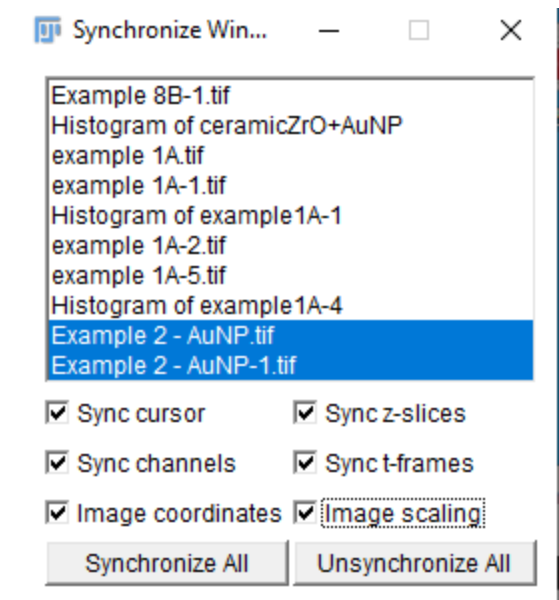 Synchronize Win...
Example 8B-1.tif
Histogram of ceramicZrO+AuNP
example 1A.tif
example 1A-1.tif
Histogram of example1A-1
example 1A-2.tif
example 1A-5.tif
Histogram of example1A-4
Example 2 - AuNP.tif
Example 2 - AuNP-1.tif
Sync cursor Sync z-slices
Sync channels Sync t-frames
Image coordinates Image scaling
Synchronize All Unsynchronize All